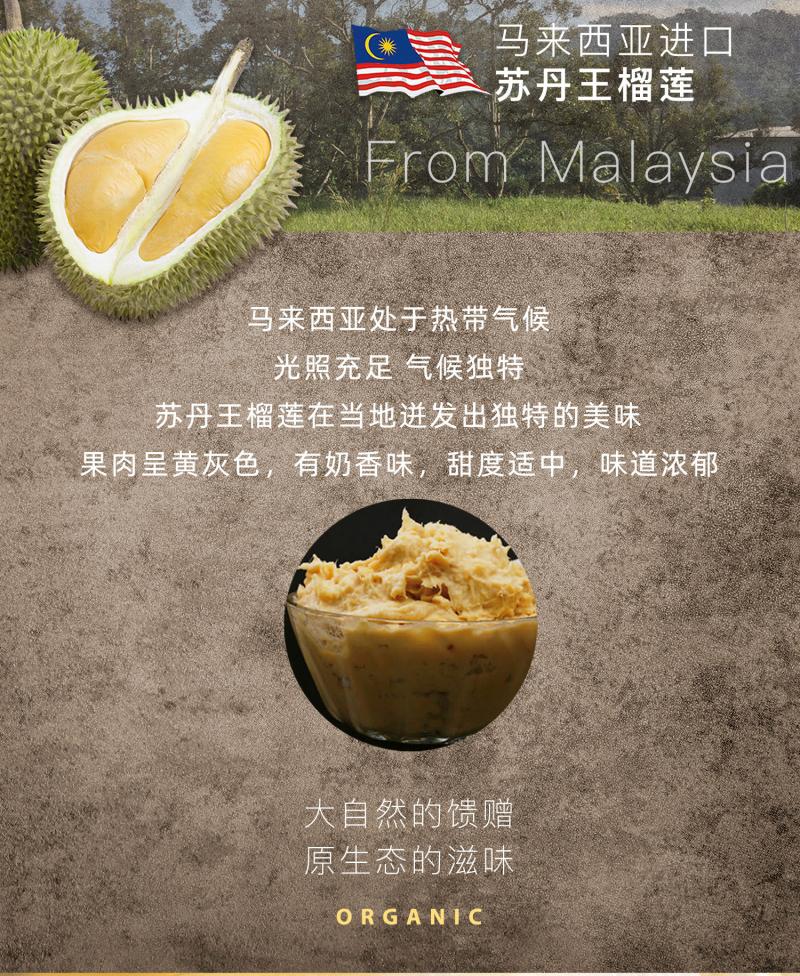 马来西亚进口
苏丹王榴莲
From Malaysia
马来西亚处于热带气候
光照充足 气候独特
苏丹王榴莲在当地迸发出独特的美味
果肉呈黄灰色，有奶香味，甜度适中，味道浓郁
大自然的馈赠
原生态的滋味
ORGANIC